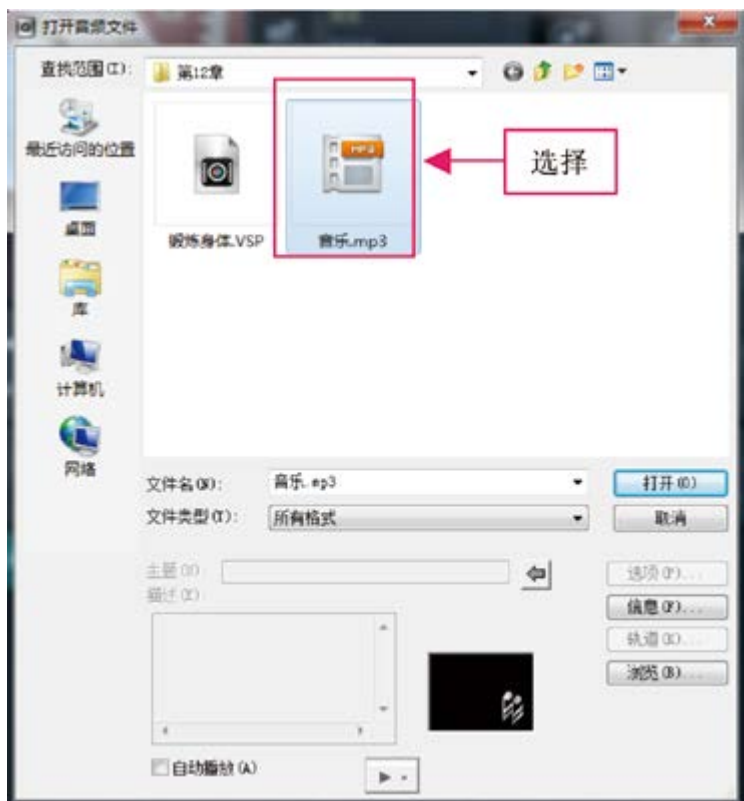 打开音频文件
查找范围(I):
第12章
最近访问的位置
桌面
库
计算机
网络
锻炼身体.VSP
音乐.mp3
选择
文件名(N):
音乐.mp3
打开(O)
文件类型(T):
所有格式
取消
主题(U)
描述(E)
选项(P)...
信息(F)...
轨道(K)...
浏览(B)...
自动播放(A)